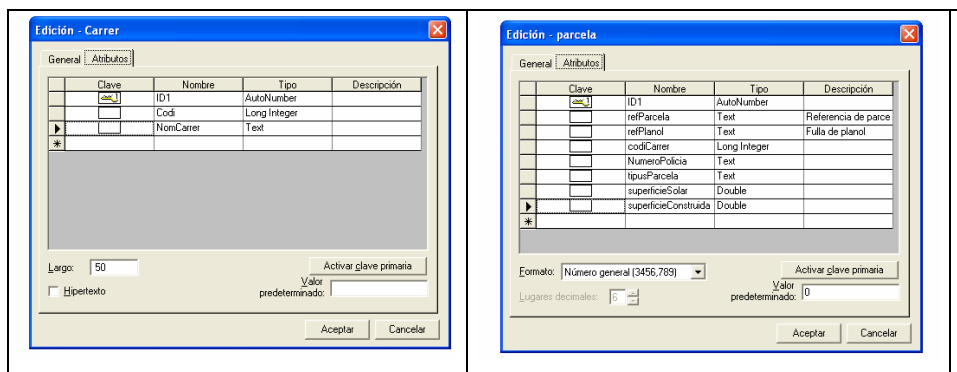 Edición - Carrer
General Atributos
Clave Nombre Tipo Descripción
ID1 AutoNumber
Codi Long Integer
NomCarrer Text
Largo: 50
Activar clave primaria
Hipertexto
Valor predeterminado:
Aceptar Cancelar
Edición - parcela
General Atributos
Clave Nombre Tipo Descripción
ID1 AutoNumber
refParcela Text Referencia de parce
refPlanol Text Fulla de planol
codiCarrer Long Integer
NumeroPolicia Text
tipusParcela Text
superficieSolar Double
superficieConstruida Double
Formato: Número general (3456,789)
Activar clave primaria
Lugares decimales: 6
Valor predeterminado: 0
Aceptar Cancelar